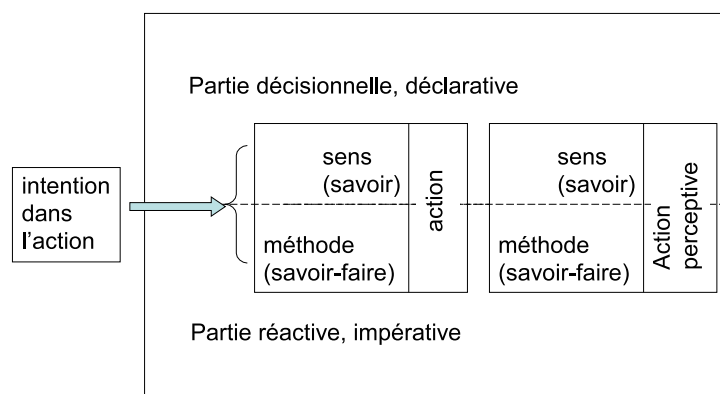 Partie décisionnelle, déclarative
intention
dans
l’action
sens
(savoir)
méthode
(savoir-faire)
action
sens
(savoir)
méthode
(savoir-faire)
Action
perceptive
Partie réactive, impérative